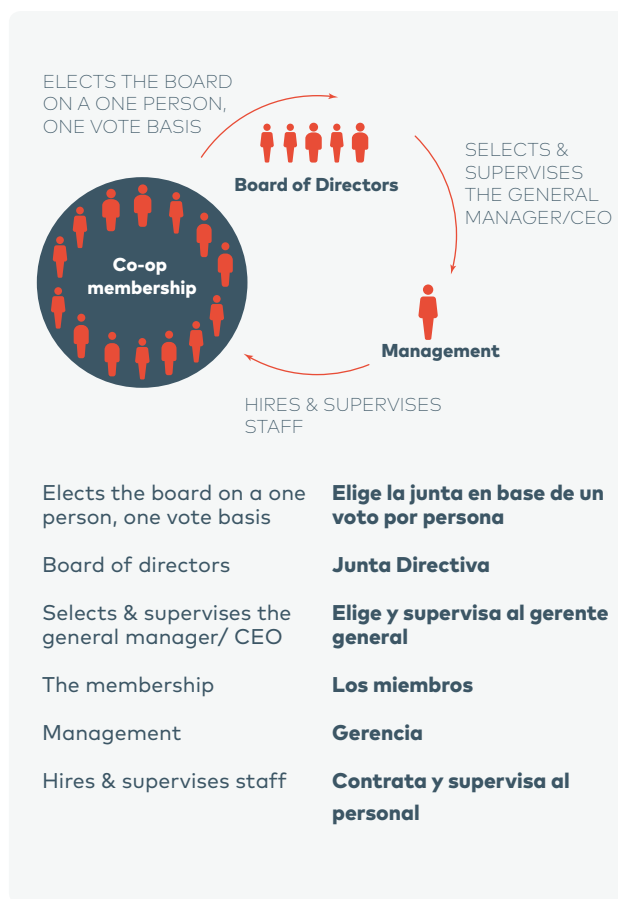 ELECTS THE BOARD
ON A ONE PERSON,
ONE VOTE BASIS
Board of Directors
SELECTS &
SUPERVISES
THE GENERAL
MANAGER/CEO
Co-op
membership
Management
HIRES & SUPERVISES
STAFF
Elects the board on a one
person, one vote basis
Elige la junta en base de un
voto por persona
Board of directors
Junta Directiva
Selects & supervises the
general manager/ CEO
Elige y supervisa al gerente
general
The membership
Los miembros
Management
Gerencia
Hires & supervises staff
Contrata y supervisa al
personal